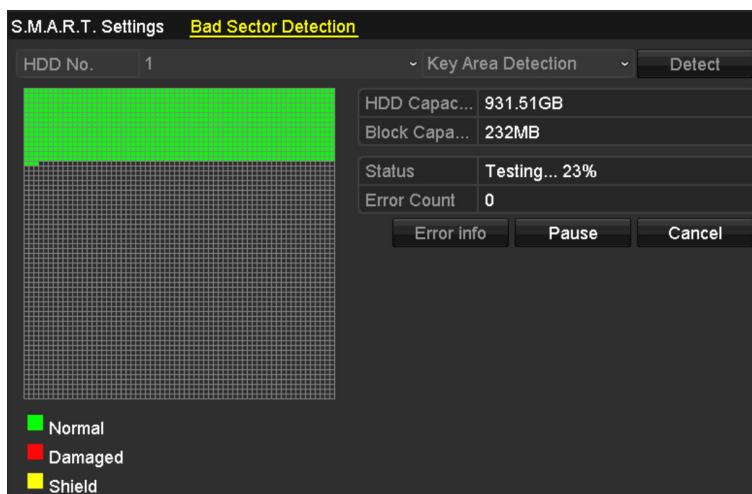 S.M.A.R.T. Settings Bad Sector Detection
HDD No. 1 Key Area Detection Detect
HDD Capac... 931.51GB
Block Capa... 232MB
Status Testing... 23%
Error Count 0
Error info Pause Cancel
Normal
Damaged
Shield